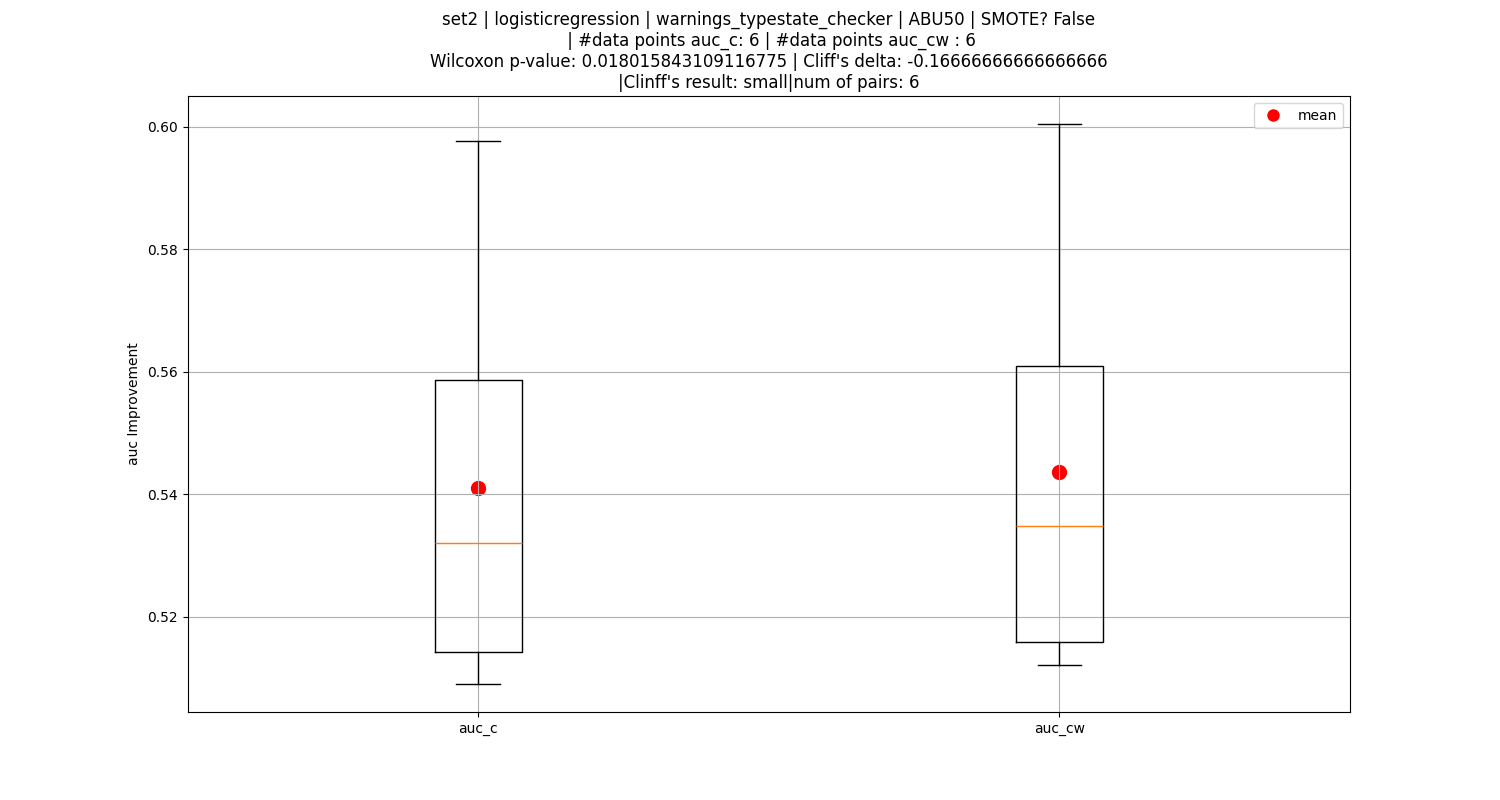 set2 | logisticregression | warnings_typestate_checker | ABU50 | SMOTE? False
| #data points auc_c: 6 | #data points auc_cw : 6
Wilcoxon p-value: 0.018015843109116775 | Cliff's delta: -0.16666666666666666
|Clinff's result: small|num of pairs: 6
mean
0.60
0.58
0.56
0.54
0.52
auc Improvement
auc_c
auc_cw